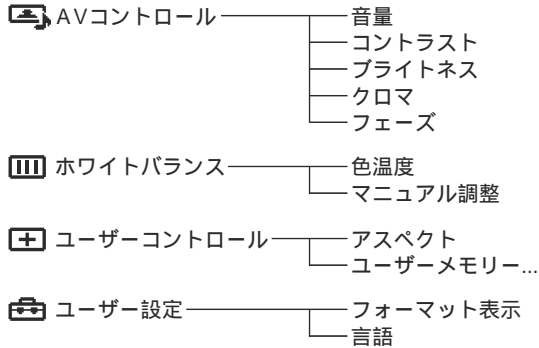 AVコントロール 音量
コントラスト
ブライトネス
クロマ
フェーズ
ホワイトバランス 色温度
マニュアル調整
ユーザーコントロール アスペクト
ユーザーメモリー...
ユーザー設定 フォーマット表示
言語